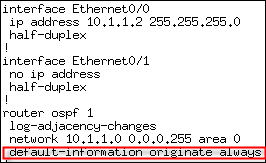 interface Ethernet0/0
ip address 10.1.1.2 255.255.255.0
half-duplex
!
interface Ethernet0/1
no ip address
half-duplex
!
router ospf 1
log-adjacency-changes
network 10.1.1.0 0.0.0.255 area 0
default-information originate always